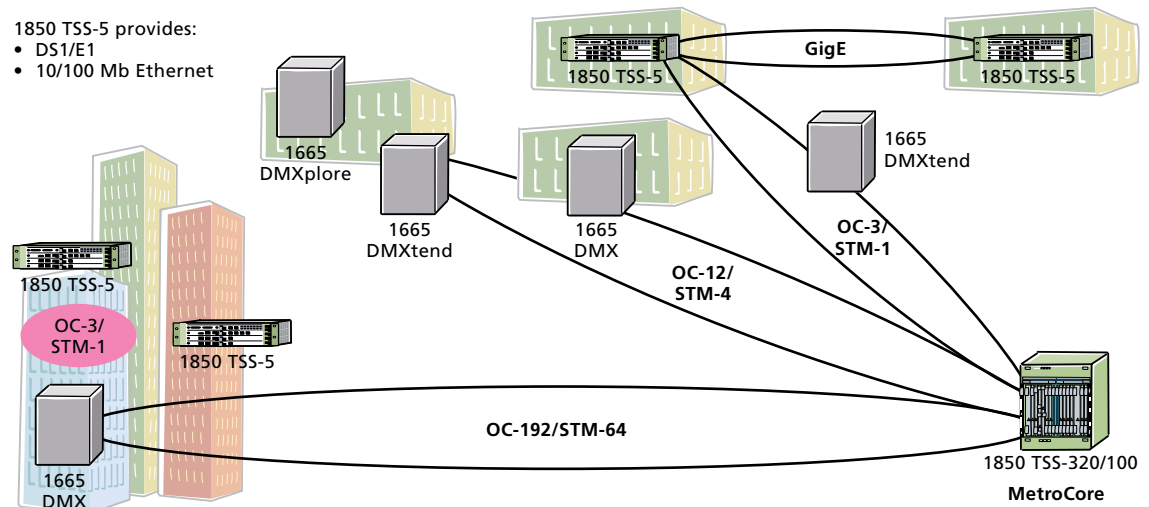 1850 TSS-5 provides:
• DS1/E1
• 10/100 Mb Ethernet
1850 TSS-5
GigE
1850 TSS-5
1665
DMXplore
1665
DMXtend
1665
DMX
1665
DMXtend
OC-3/
STM-1
OC-12/
STM-4
1850 TSS-5
OC-3/
STM-1
1850 TSS-5
1665
DMX
OC-192/STM-64
1850 TSS-320/100
MetroCore